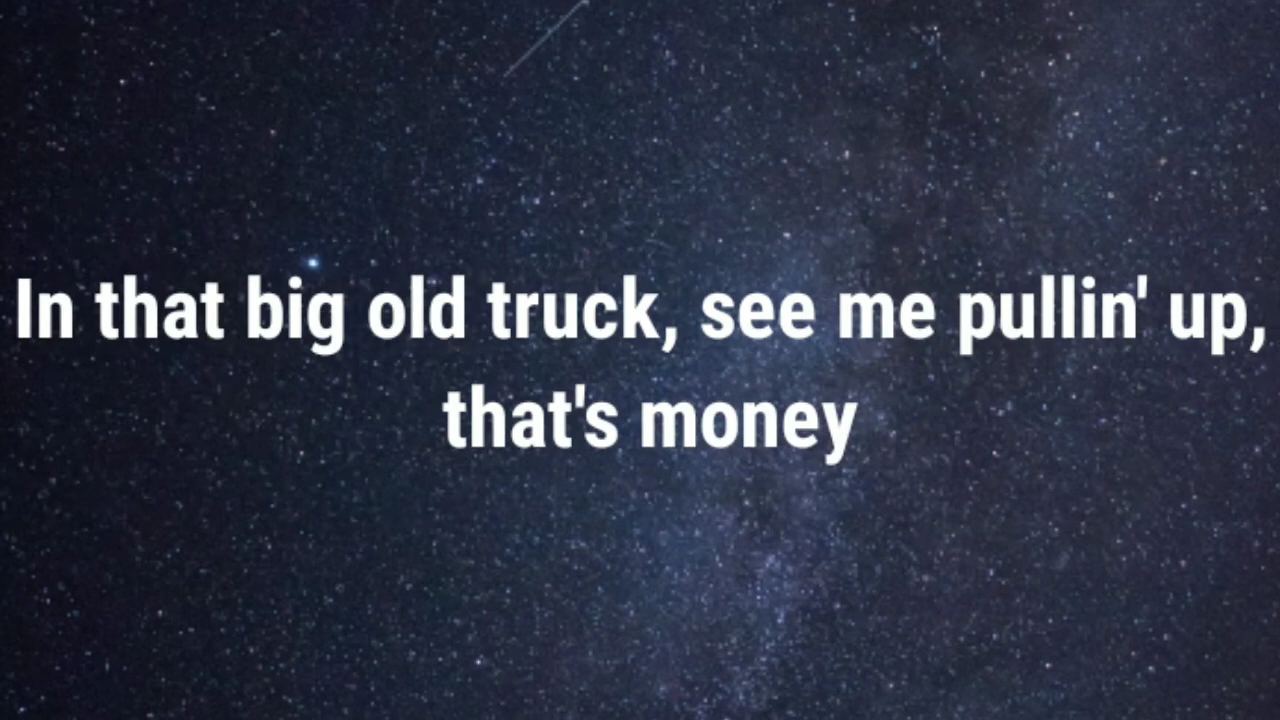 In that big old truck, see me pullin' up,
that's money